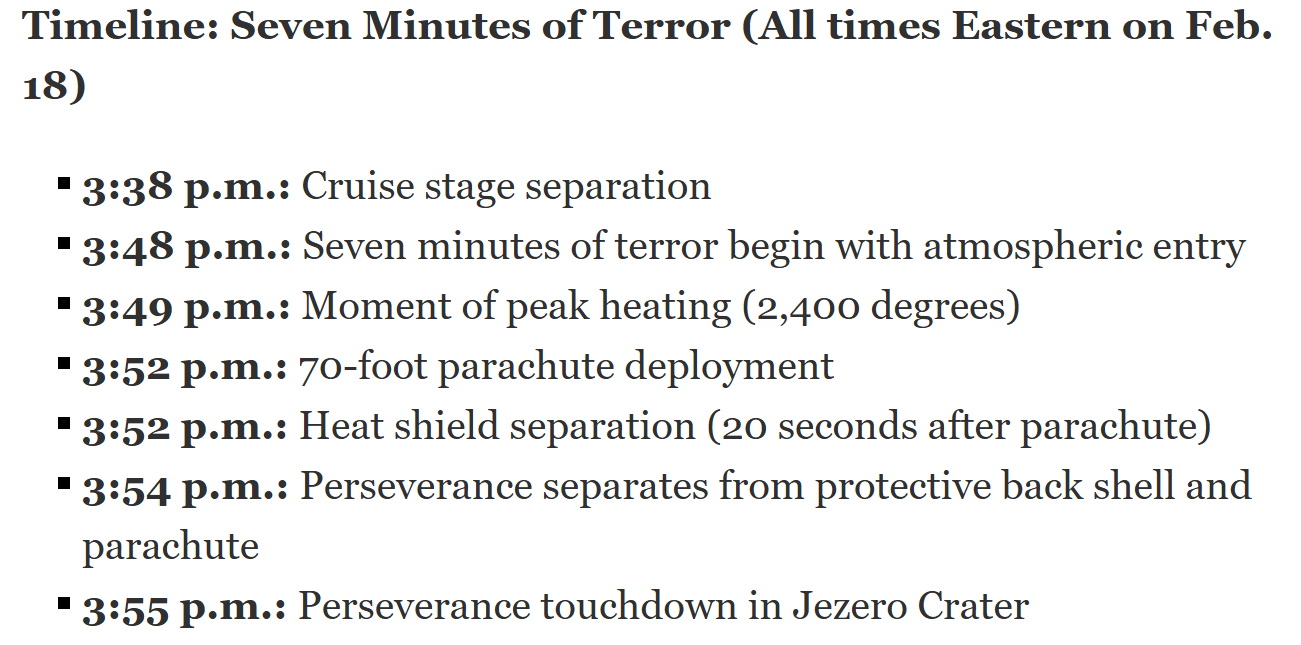 Timeline: Seven Minutes of Terror (All times Eastern on Feb.
18)
3:38 p.m.: Cruise stage separation
3:48 p.m.: Seven minutes of terror begin with atmospheric entry
3:49 p.m.: Moment of peak heating (2,400 degrees)
3:52 p.m.: 70-foot parachute deployment
3:52 p.m.: Heat shield separation (20 seconds after parachute)
3:54 p.m.: Perseverance separates from protective back shell and
parachute
3:55 p.m.: Perseverance touchdown in Jezero Crater